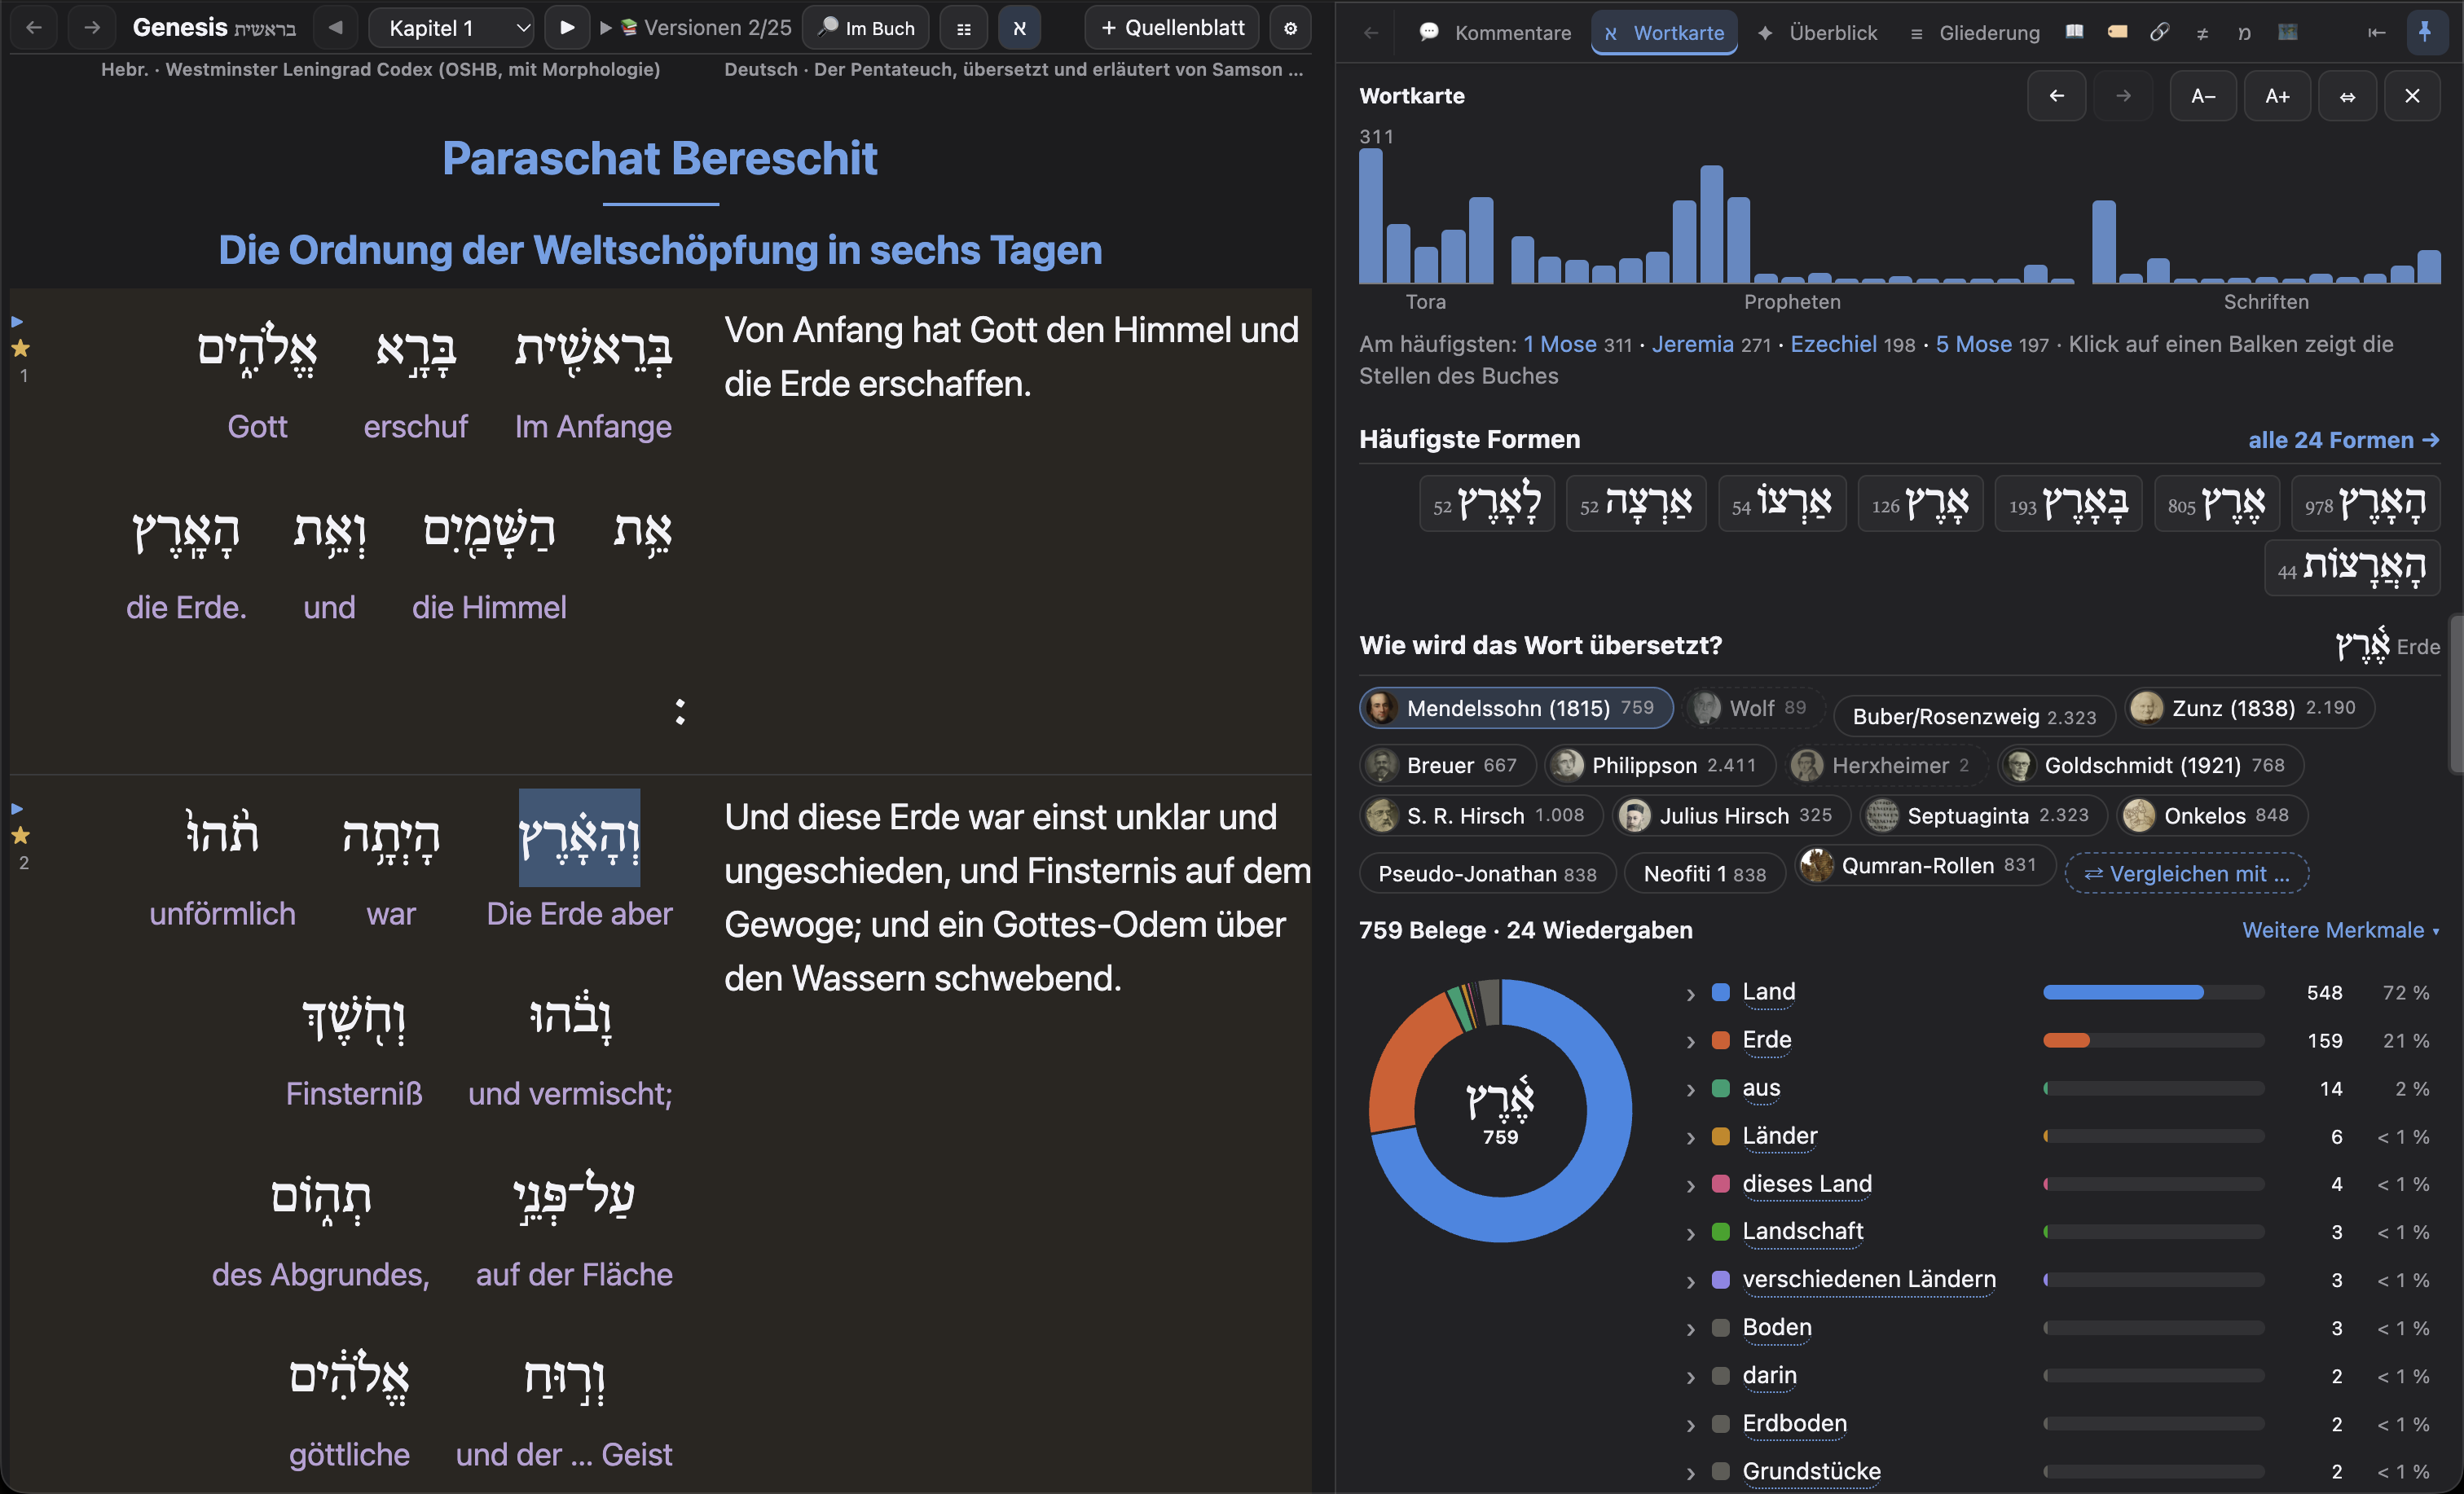 Genesis בראשית
Kapitel 1
Versionen 2/25
Im Buch
א
+ Quellenblatt
Hebr. · Westminster Leningrad Codex (OSHB, mit Morphologie)
Deutsch · Der Pentateuch, übersetzt und erläutert von Samson ...
Paraschat Bereschit
Die Ordnung der Weltschöpfung in sechs Tagen
1
בְּרֵאשִׁ֖ית בָּרָ֣א אֱלֹהִ֑ים
Im Anfange erschuf Gott
אֵ֥ת הַשָּׁמַ֖יִם וְאֵ֥ת הָאָֽרֶץ
die Himmel und die Erde.
׃
Von Anfang hat Gott den Himmel und
die Erde erschaffen.
2
וְהָאָ֗רֶץ הָיְתָ֥ה תֹ֙הוּ֙
Die Erde aber war unförmlich
וָבֹ֔הוּ וְחֹ֖שֶׁךְ
und vermischt; Finsterniß
עַל־פְּנֵ֣י תְה֑וֹם
auf der Fläche des Abgrundes,
וְר֣וּחַ אֱלֹהִ֔ים
und der ... Geist göttliche
Und diese Erde war einst unklar und
ungeschieden, und Finsternis auf dem
Gewoge; und ein Gottes-Odem über
den Wassern schwebend.
Kommentare
א Wortkarte
Überblick
Gliederung
≠
מ
Wortkarte
A−
A+
311
Tora
Propheten
Schriften
Am häufigsten: 1 Mose 311 · Jeremia 271 · Ezechiel 198 · 5 Mose 197 · Klick auf einen Balken zeigt die
Stellen des Buches
Häufigste Formen
alle 24 Formen →
הָאָרֶץ 978
אֶרֶץ 805
בָּאָרֶץ 193
אָרֶץ 126
אַרְצוֹ 54
אַרְצָה 52
לָאָרֶץ 52
הָאֲרָצוֹת 44
Wie wird das Wort übersetzt?
אֶ֫רֶץ Erde
Mendelssohn (1815) 759
Wolf 89
Buber/Rosenzweig 2.323
Zunz (1838) 2.190
Breuer 667
Philippson 2.411
Herxheimer 2
Goldschmidt (1921) 768
S. R. Hirsch 1.008
Julius Hirsch 325
Septuaginta 2.323
Onkelos 848
Pseudo-Jonathan 838
Neofiti 1 838
Qumran-Rollen 831
⇄ Vergleichen mit ...
759 Belege · 24 Wiedergaben
Weitere Merkmale ▾
אֶ֫רֶץ
759
Land 548 72 %
Erde 159 21 %
aus 14 2 %
Länder 6 < 1 %
dieses Land 4 < 1 %
Landschaft 3 < 1 %
verschiedenen Ländern 3 < 1 %
Boden 3 < 1 %
darin 2 < 1 %
Erdboden 2 < 1 %
Grundstücke 2 < 1 %